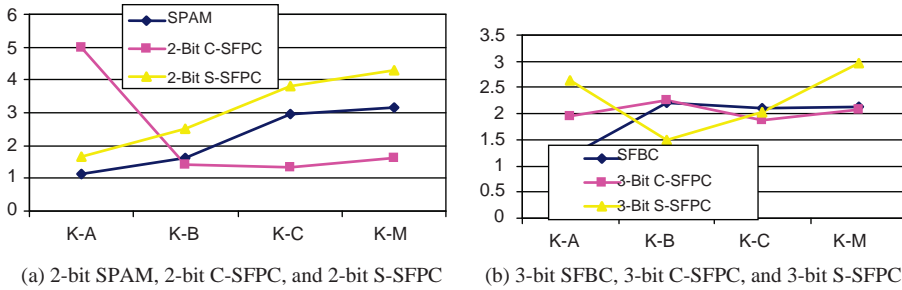 6
5
4
3
2
1
0
SPAM
2-Bit C-SFPC
2-Bit S-SFPC
K-A K-B K-C K-M
(a) 2-bit SPAM, 2-bit C-SFPC, and 2-bit S-SFPC
3.5
3
2.5
2
1.5
1
0.5
0
SFBC
3-Bit C-SFPC
3-Bit S-SFPC
K-A K-B K-C K-M
(b) 3-bit SFBC, 3-bit C-SFPC, and 3-bit S-SFPC